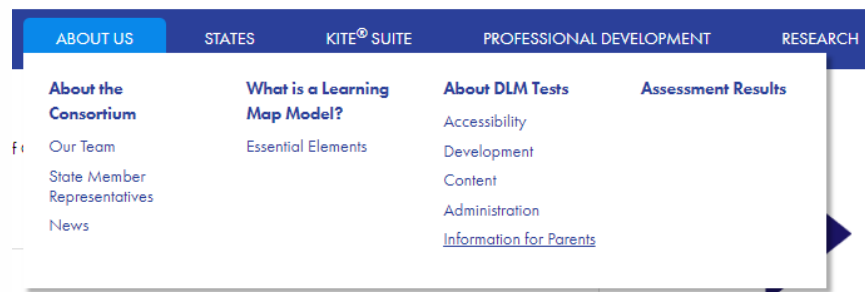 ABOUT US STATES KITE® SUITE PROFESSIONAL DEVELOPMENT RESEARCH
About the
Consortium
Our Team
State Member
Representatives
News
What is a Learning
Map Model?
Essential Elements
About DLM Tests
Accessibility
Development
Content
Administration
Information for Parents
Assessment Results